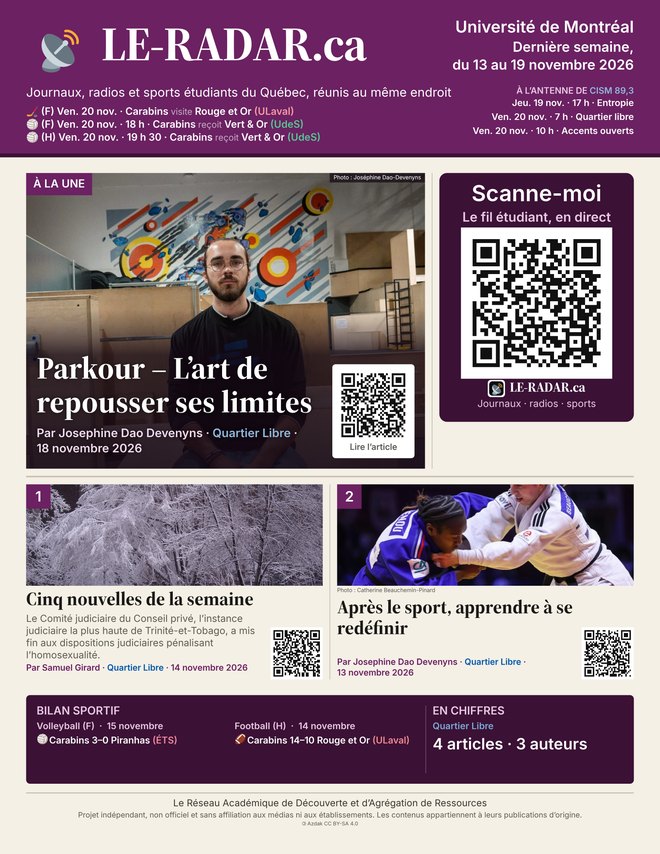 LE-RADAR.ca
Journaux, radios et sports étudiants du Québec, réunis au même endroit
(F) Ven. 20 nov. · Carabins visite Rouge et Or (ULaval)
(F) Ven. 20 nov. · 18 h · Carabins reçoit Vert & Or (UdeS)
(H) Ven. 20 nov. · 19 h 30 · Carabins reçoit Vert & Or (UdeS)
Université de Montréal
Dernière semaine,
du 13 au 19 novembre 2026
À L'ANTENNE DE CISM 89,3
Jeu. 19 nov. · 17 h · Entropie
Ven. 20 nov. · 7 h · Quartier libre
Ven. 20 nov. · 10 h · Accents ouverts
À LA UNE
Photo : Joséphine Dao-Devenyns
Parkour – L'art de
repousser ses limites
Par Josephine Dao Devenyns · Quartier Libre ·
18 novembre 2026
Lire l'article
Scanne-moi
Le fil étudiant, en direct
LE-RADAR.ca
Journaux · radios · sports
1
Cinq nouvelles de la semaine
Le Comité judiciaire du Conseil privé, l'instance
judiciaire la plus haute de Trinité-et-Tobago, a mis
fin aux dispositions judiciaires pénalisant
l'homosexualité.
Par Samuel Girard · Quartier Libre · 14 novembre 2026
2
Photo : Catherine Beauchemin-Pinard
Après le sport, apprendre à se
redéfinir
Par Josephine Dao Devenyns · Quartier Libre ·
13 novembre 2026
BILAN SPORTIF
Volleyball (F) · 15 novembre
Carabins 3–0 Piranhas (ÉTS)
Football (H) · 14 novembre
Carabins 14–10 Rouge et Or (ULaval)
EN CHIFFRES
Quartier Libre
4 articles · 3 auteurs
Le Réseau Académique de Découverte et d'Agrégation de Ressources
Projet indépendant, non officiel et sans affiliation aux médias ni aux établissements. Les contenus appartiennent à leurs publications d'origine.
Azdak CC BY-SA 4.0